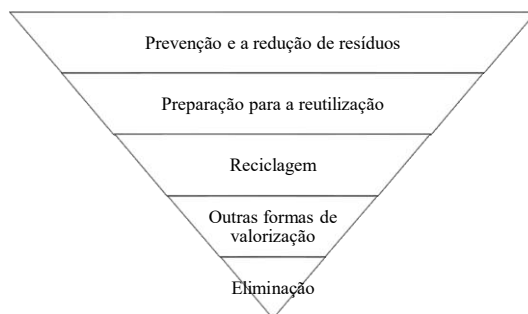 Prevenção e a redução de resíduos
Preparação para a reutilização
Reciclagem
Outras formas de
valorização
Eliminação